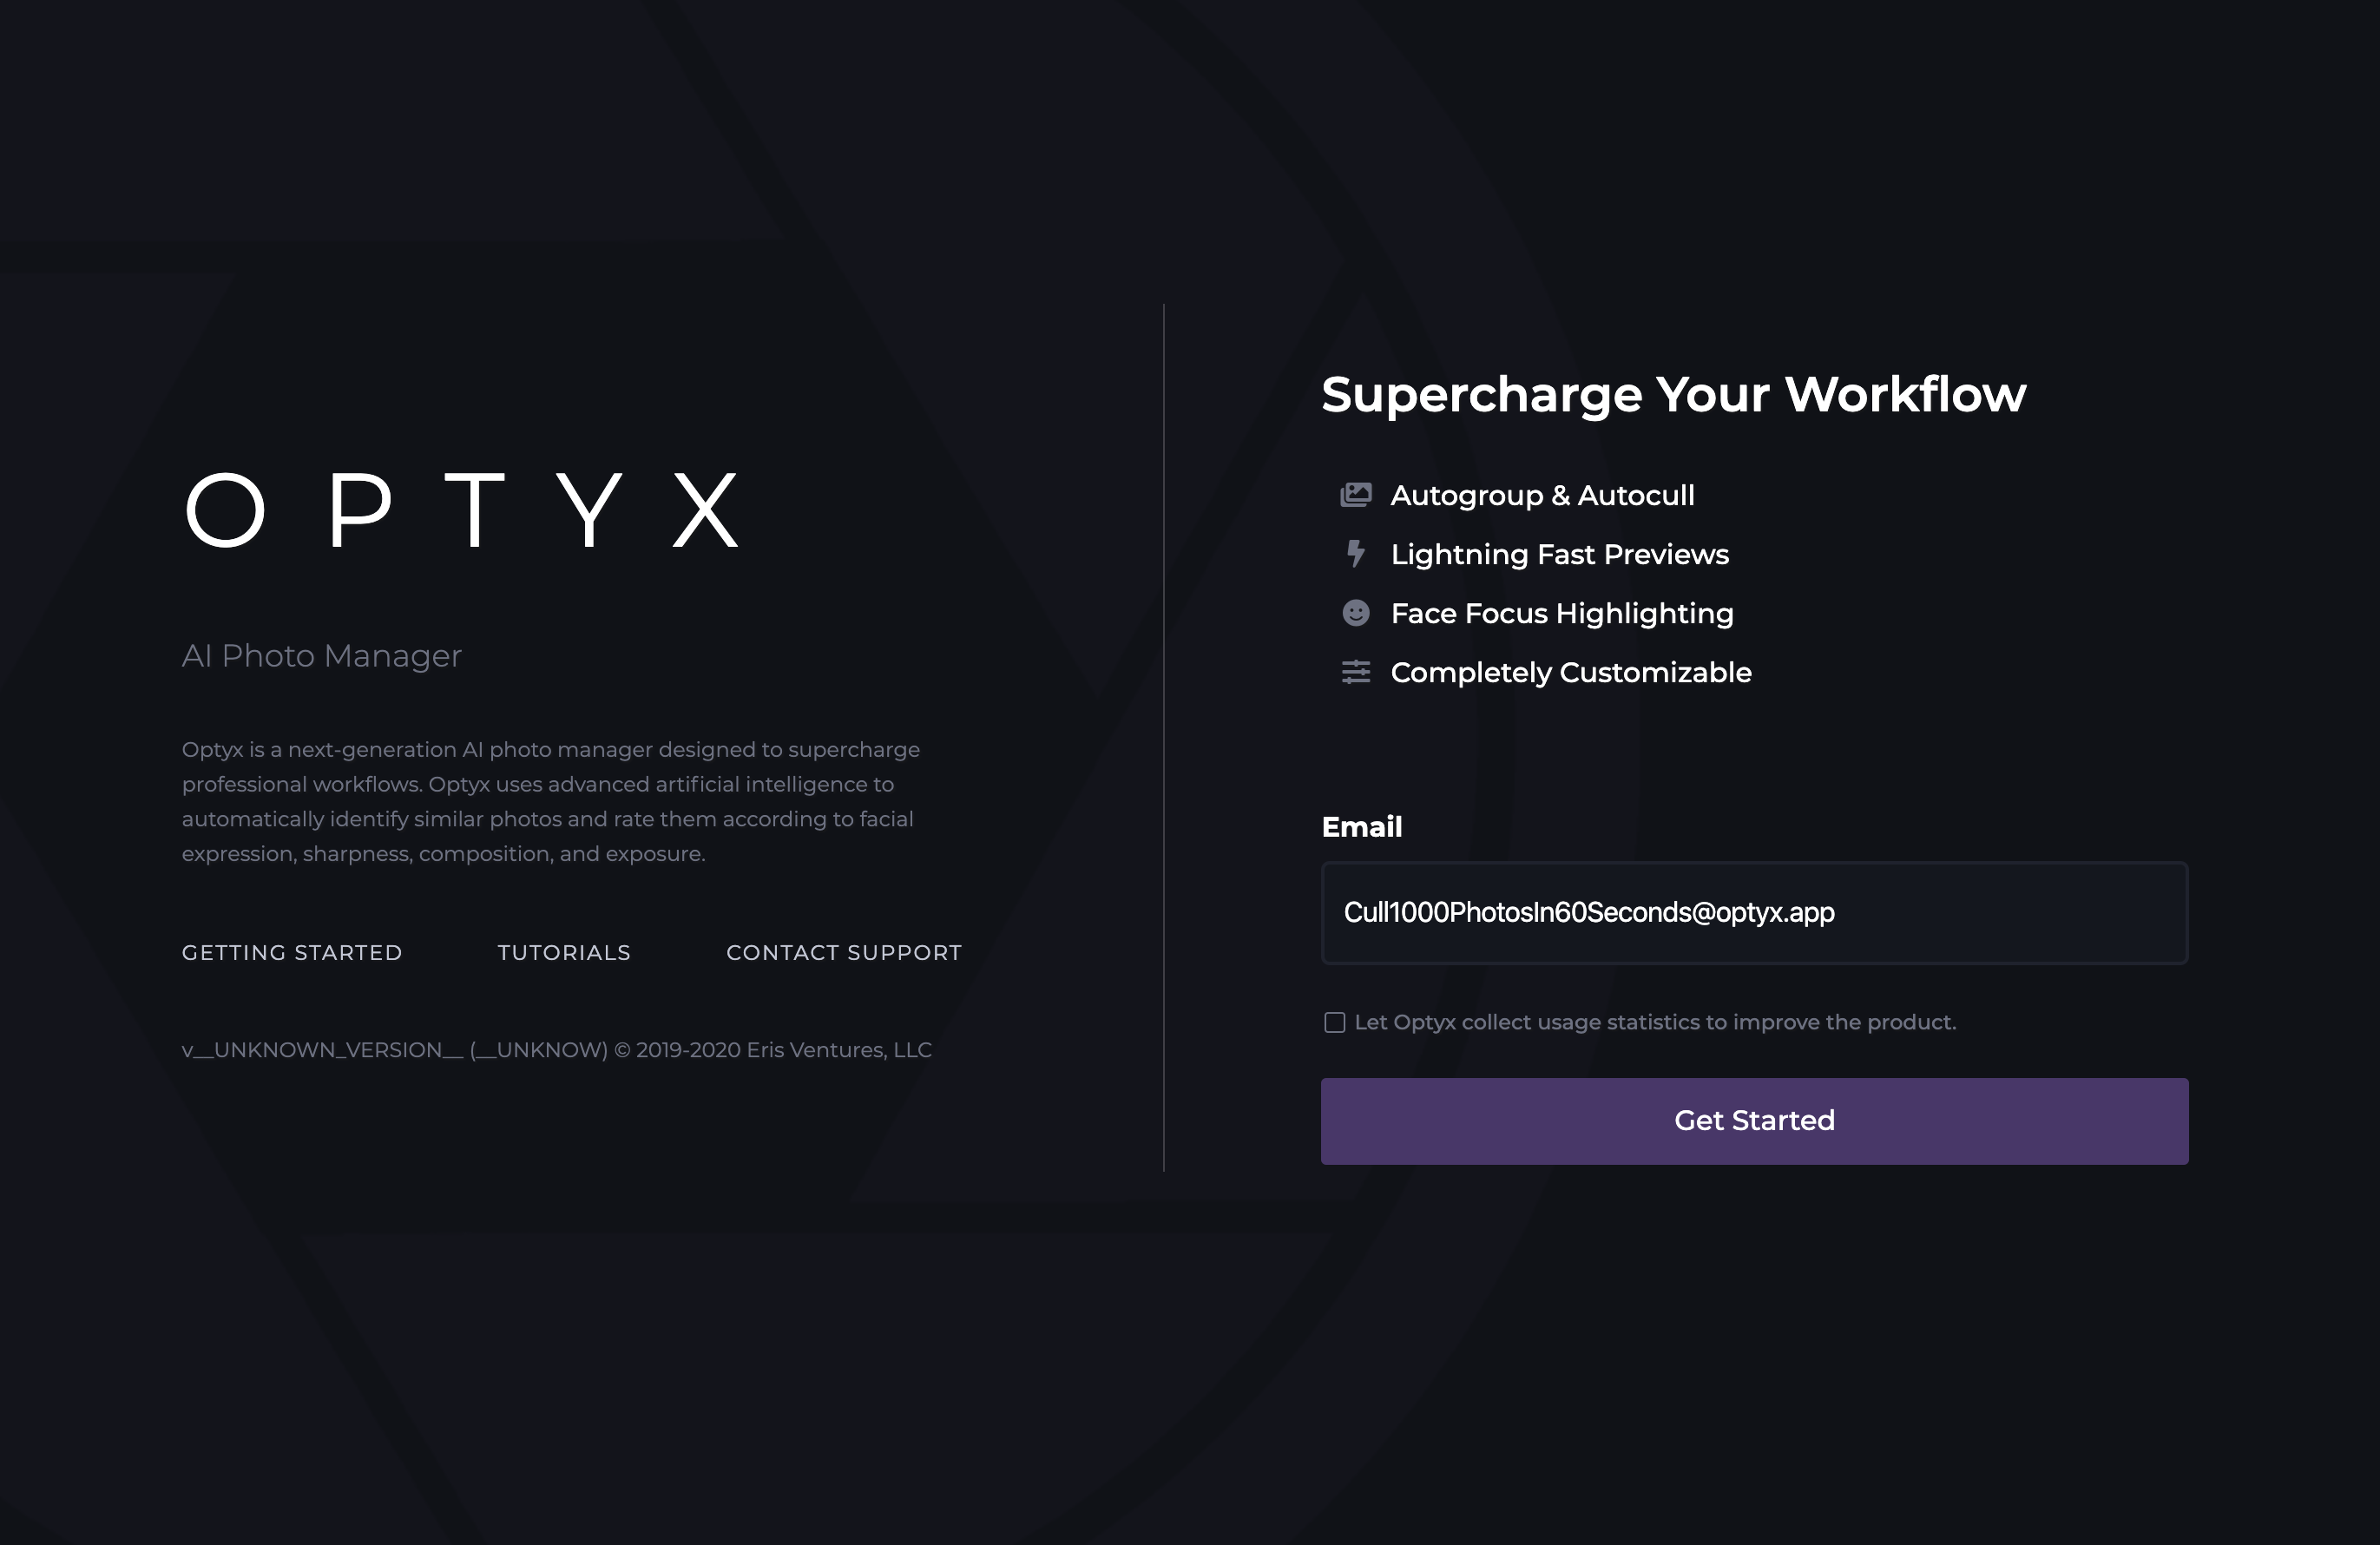 OPTYX
AI Photo Manager
Optyx is a next-generation AI photo manager designed to supercharge
professional workflows. Optyx uses advanced artificial intelligence to
automatically identify similar photos and rate them according to facial
expression, sharpness, composition, and exposure.
GETTING STARTED TUTORIALS CONTACT SUPPORT
v__UNKNOWN_VERSION__ (__UNKNOW) © 2019-2020 Eris Ventures, LLC
Supercharge Your Workflow
Autogroup & Autocull
Lightning Fast Previews
Face Focus Highlighting
Completely Customizable
Email
Cull1000PhotosIn60Seconds@optyx.app
Let Optyx collect usage statistics to improve the product.
Get Started